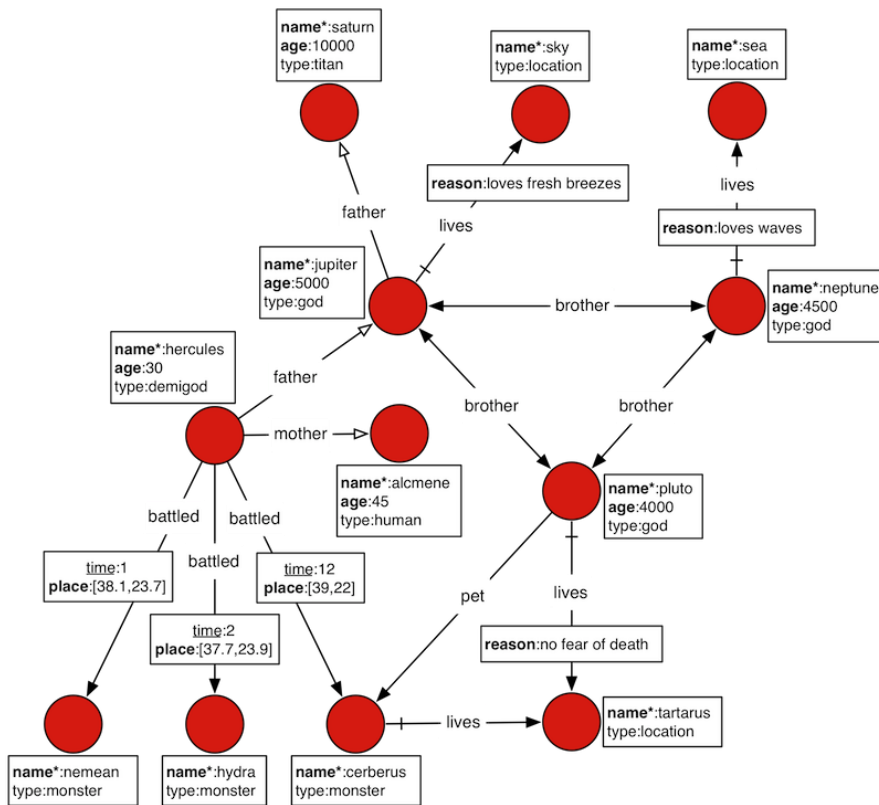 name*:saturn
age:10000
type:titan
name*:sky
type:location
name*:sea
type:location
reason:loves fresh breezes
lives
father
lives
reason:loves waves
name*:jupiter
age:5000
type:god
name*:neptune
age:4500
type:god
brother
name*:hercules
age:30
type:demigod
father
brother
brother
mother
name*:alcmene
age:45
type:human
name*:pluto
age:4000
type:god
battled
battled
battled
time:1
place:[38.1,23.7]
time:12
place:[39,22]
pet
lives
time:2
place:[37.7,23.9]
reason:no fear of death
lives
name*:tartarus
type:location
name*:nemean
type:monster
name*:hydra
type:monster
name*:cerberus
type:monster